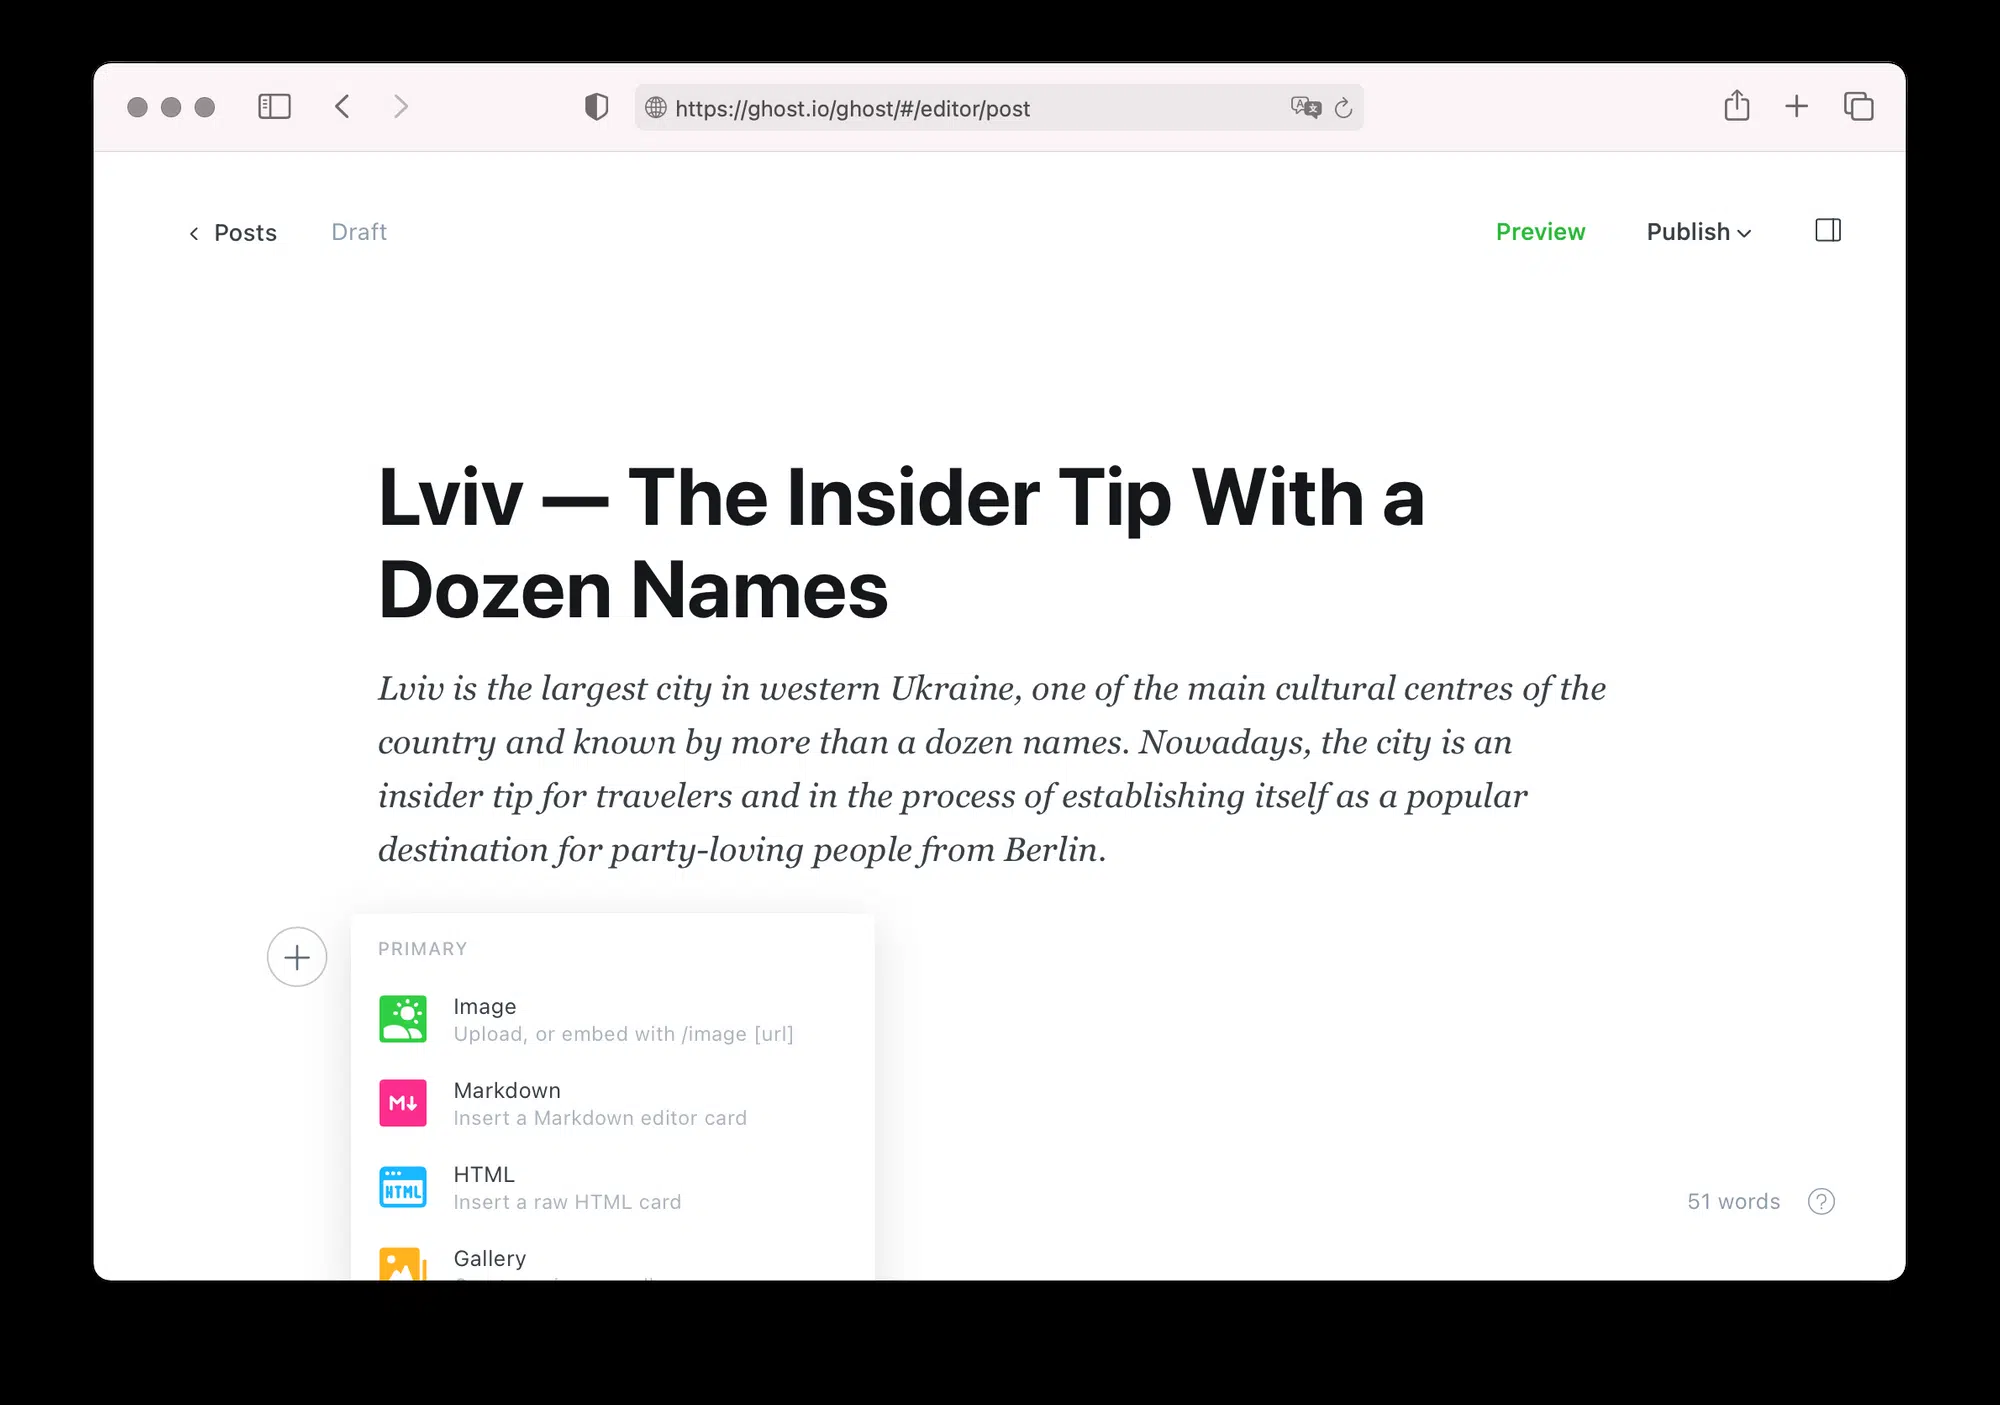 https://ghost.io/ghost/#/editor/post
Posts Draft Preview Publish
Lviv — The Insider Tip With a
Dozen Names
Lviv is the largest city in western Ukraine, one of the main cultural centres of the
country and known by more than a dozen names. Nowadays, the city is an
insider tip for travelers and in the process of establishing itself as a popular
destination for party-loving people from Berlin.
PRIMARY
Image
Upload, or embed with /image [url]
M
Markdown
Insert a Markdown editor card
HTML
HTML
Insert a raw HTML card
Gallery
51 words ?